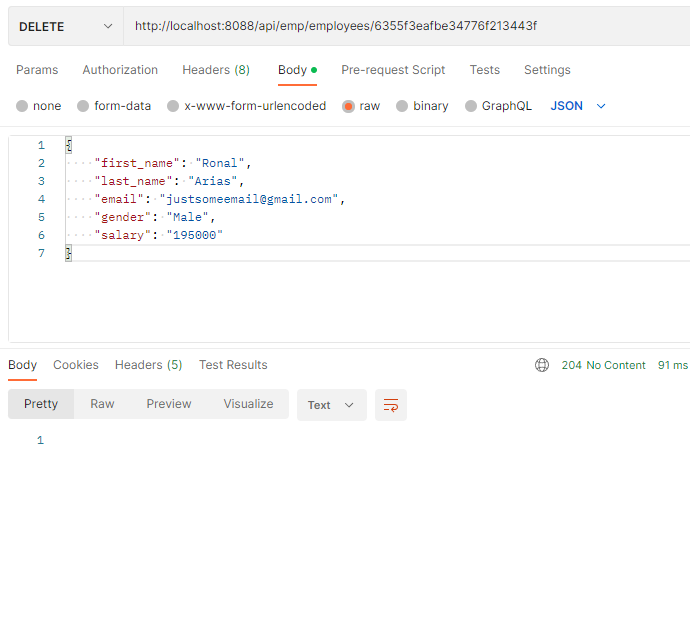 DELETE http://localhost:8088/api/emp/employees/6355f3eafbe34776f213443f
Params Authorization Headers (8) Body Pre-request Script Tests Settings
none form-data x-www-form-urlencoded raw binary GraphQL JSON
1 {
2 ····"first_name":·"Ronal",
3 ····"last_name":·"Arias",
4 ····"email":·"justsomeemail@gmail.com",
5 ····"gender":·"Male",
6 ····"salary":·"195000"
7 }
Body Cookies Headers (5) Test Results 204 No Content 91 ms
Pretty Raw Preview Visualize Text
1